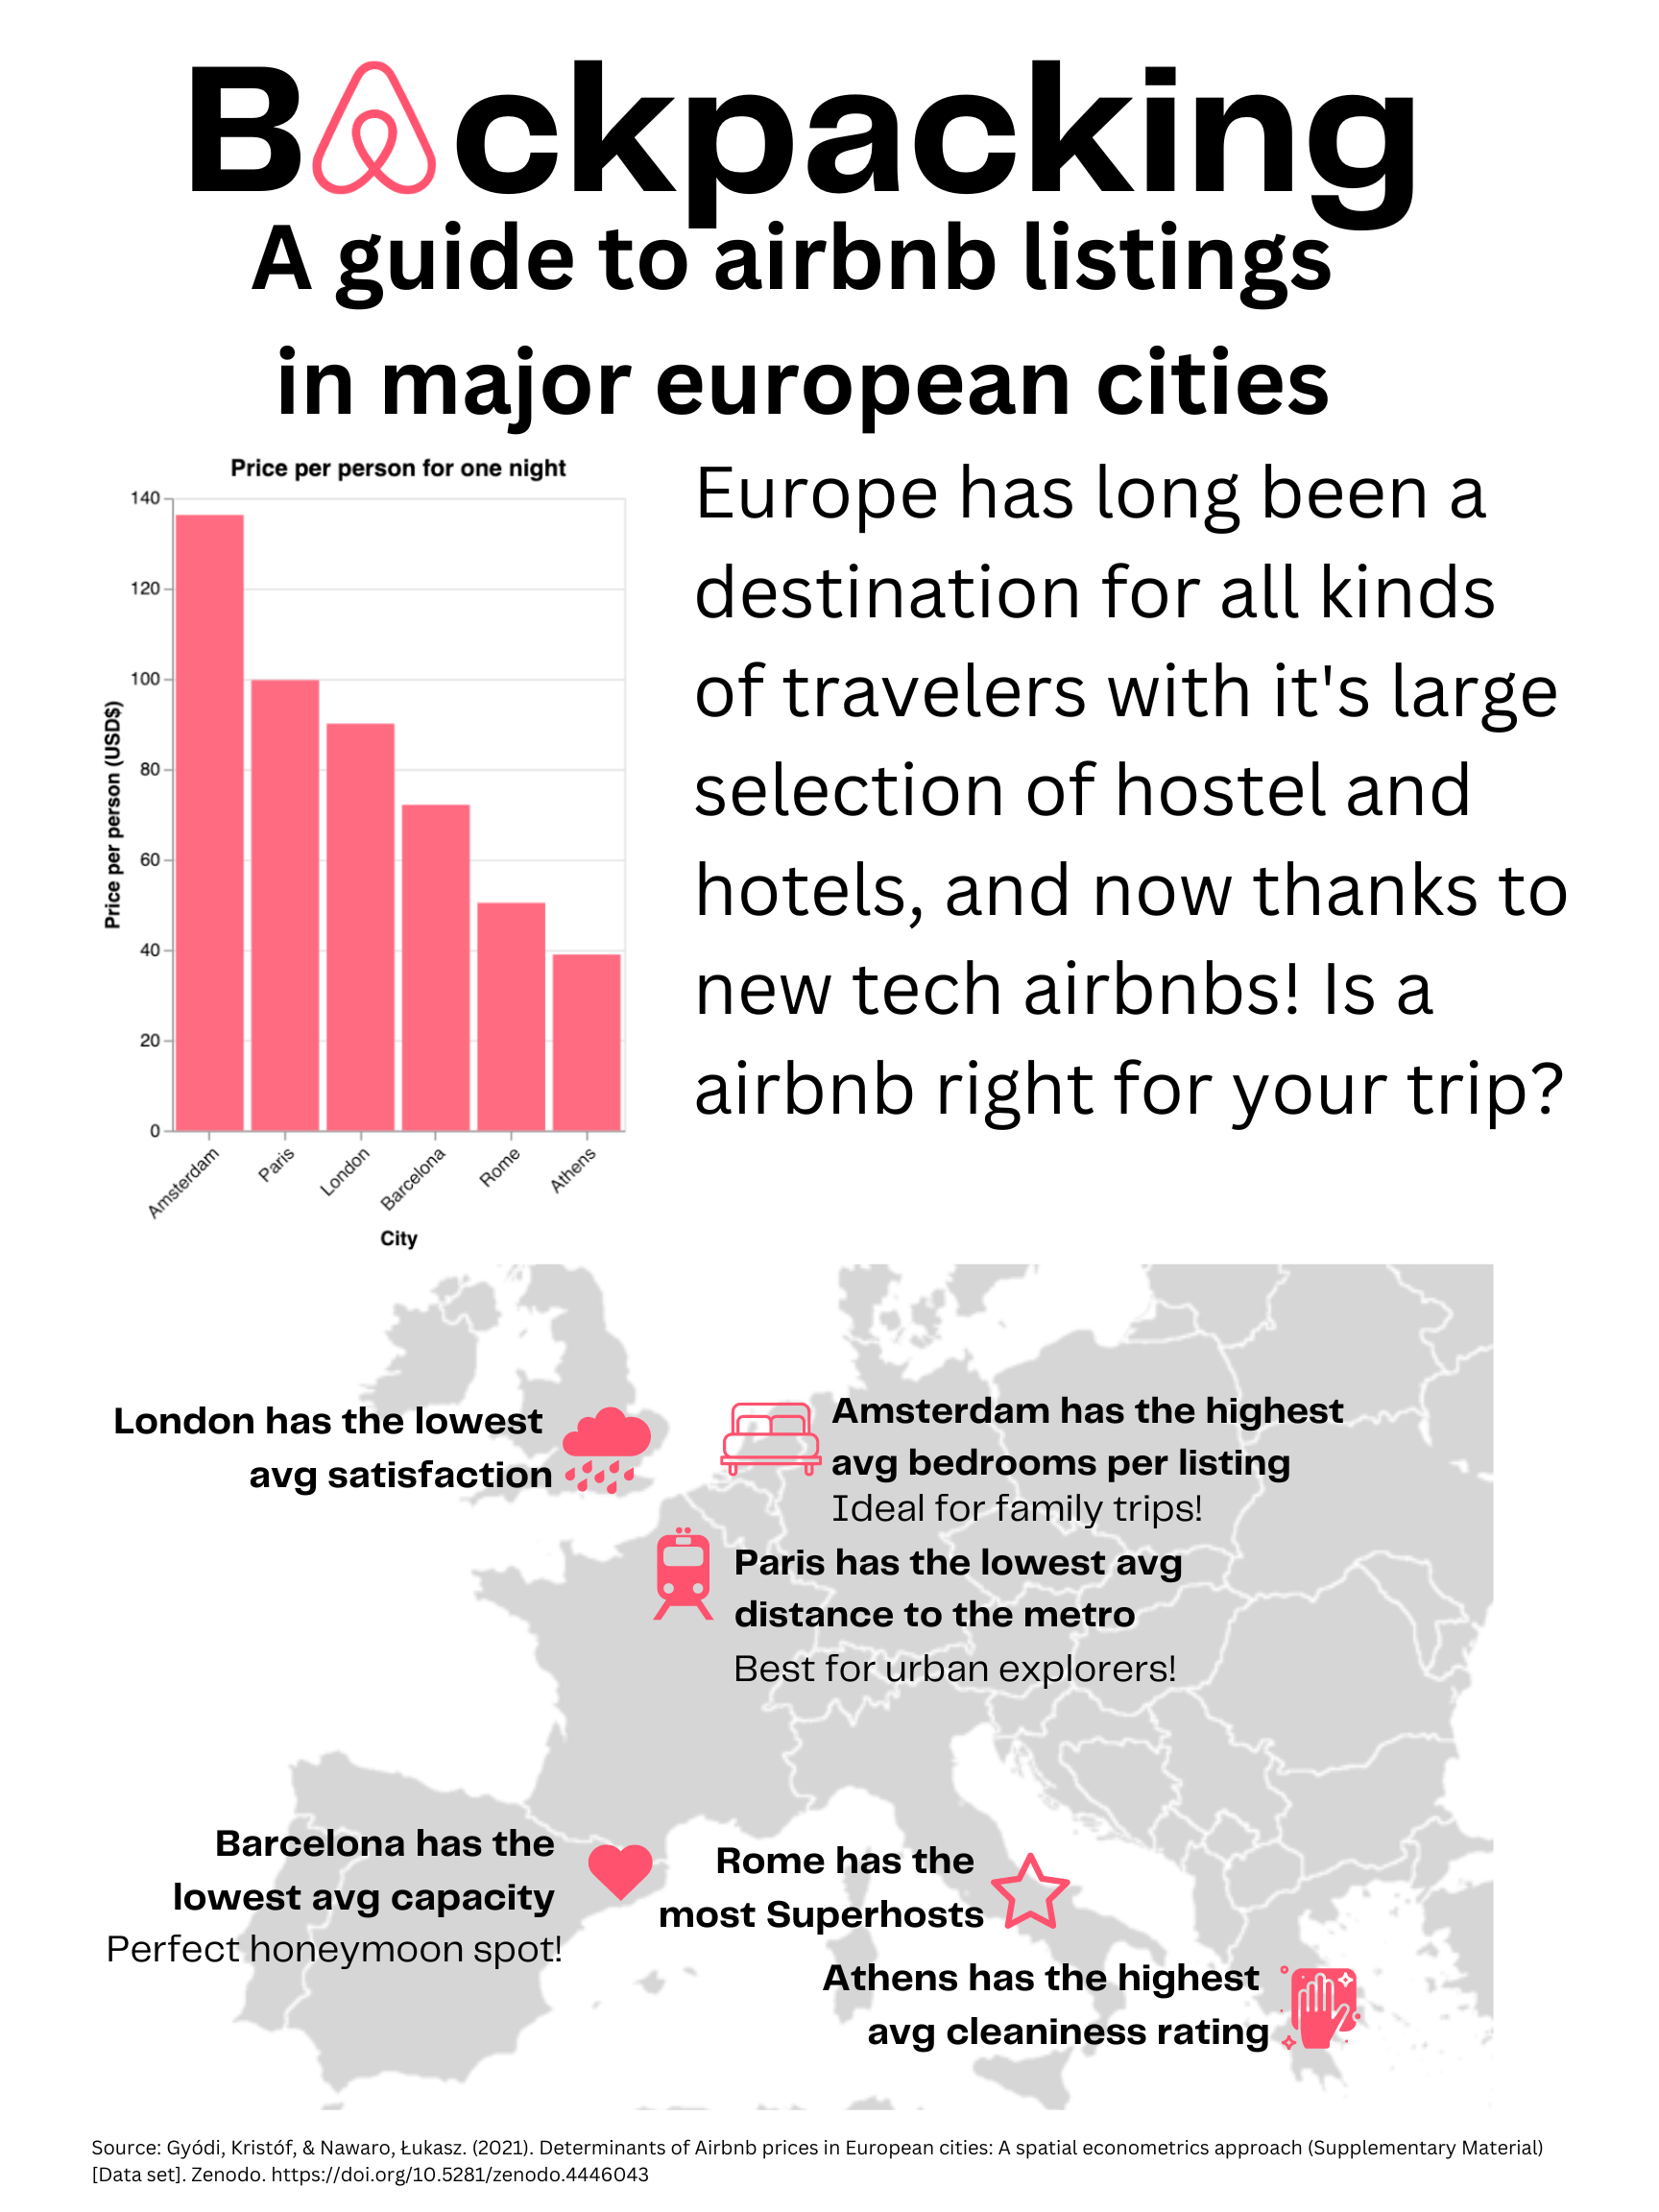 Backpacking
A guide to airbnb listings
in major european cities
Price per person for one night
Price per person (USD$)
140
120
100
80
60
40
20
0
Amsterdam
Paris
London
Barcelona
Rome
Athens
City
Europe has long been a
destination for all kinds
of travelers with it's large
selection of hostel and
hotels, and now thanks to
new tech airbnbs! Is a
airbnb right for your trip?
London has the lowest
avg satisfaction
Amsterdam has the highest
avg bedrooms per listing
Ideal for family trips!
Paris has the lowest avg
distance to the metro
Best for urban explorers!
Barcelona has the
lowest avg capacity
Perfect honeymoon spot!
Rome has the
most Superhosts
Athens has the highest
avg cleaniness rating
Source: Gyódi, Kristóf, & Nawaro, Łukasz. (2021). Determinants of Airbnb prices in European cities: A spatial econometrics approach (Supplementary Material)
[Data set]. Zenodo. https://doi.org/10.5281/zenodo.4446043